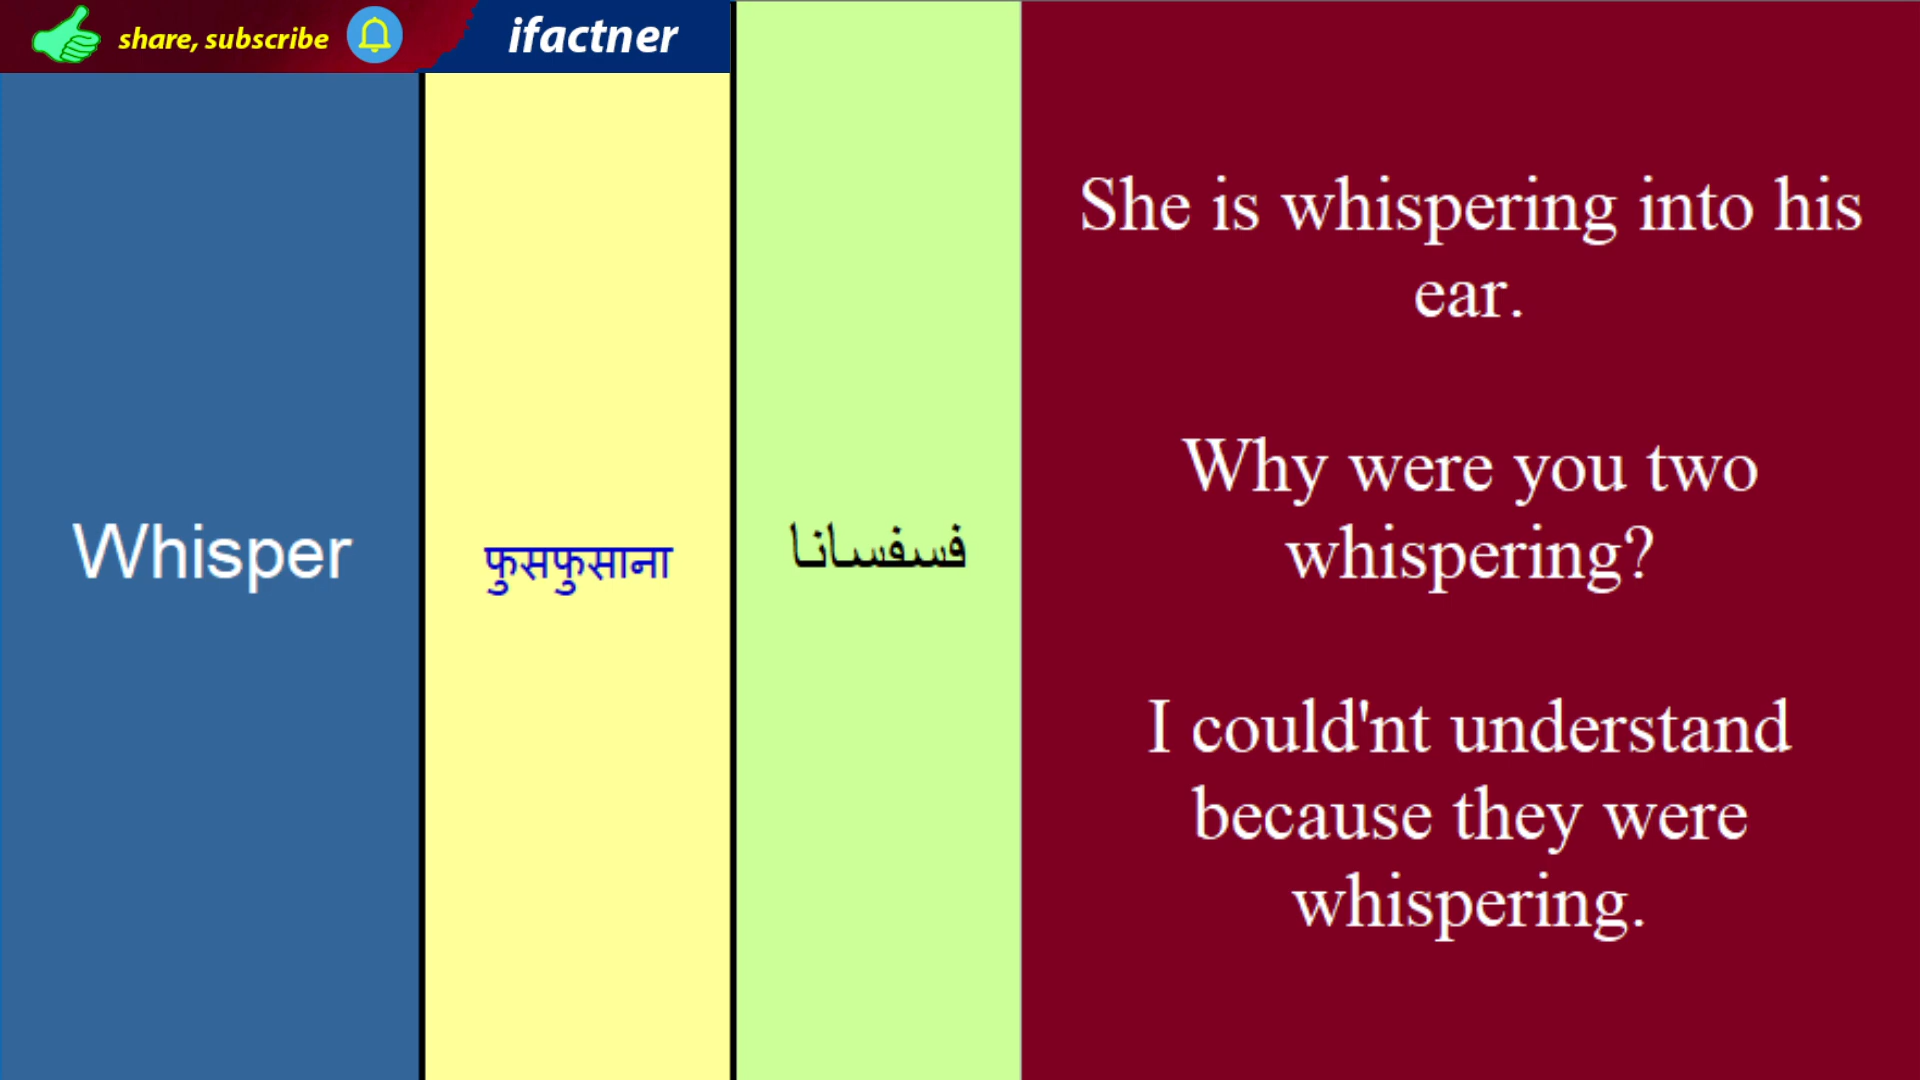 share, subscribe
ifactner
Whisper
फुसफुसाना
فسفسانا
She is whispering into his
ear.
Why were you two
whispering?
I could'nt understand
because they were
whispering.